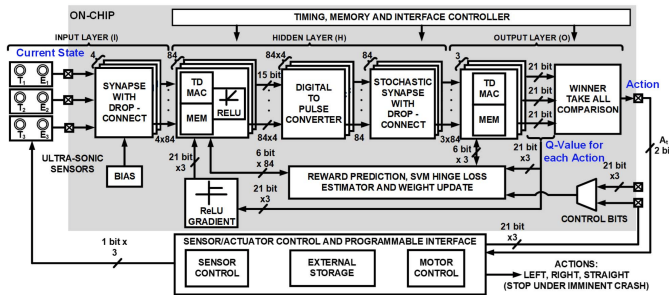 ON-CHIP
TIMING, MEMORY AND INTERFACE CONTROLLER
INPUT LAYER (I)
HIDDEN LAYER (H)
OUTPUT LAYER (O)
Current State
T1 E1
T2 E2
T3 E3
ULTRA-SONIC
SENSORS
4
SYNAPSE
WITH
DROP -
CONNECT
4x84
BIAS
84
TD
MAC
MEM
RELU
84x4
15 bit
84x4
DIGITAL
TO
PULSE
CONVERTER
84
84
STOCHASTIC
SYNAPSE
WITH DROP-
CONNECT
3
3x84
TD
MAC
MEM
21 bit
21 bit
21 bit
WINNER
TAKE ALL
COMPARISON
Action
At
2 bit
Q-Value for
each Action
21 bit
x3
6 bit
x 84
6 bit
x 3
21 bit
x3
21 bit
x3
REWARD PREDICTION, SVM HINGE LOSS
ESTIMATOR AND WEIGHT UPDATE
ReLU
GRADIENT
21 bit
x3
CONTROL BITS
21 bit
x3
1 bit x
3
SENSOR/ACTUATOR CONTROL AND PROGRAMMABLE INTERFACE
SENSOR
CONTROL
EXTERNAL
STORAGE
MOTOR
CONTROL
ACTIONS:
LEFT, RIGHT, STRAIGHT
(STOP UNDER IMMINENT CRASH)